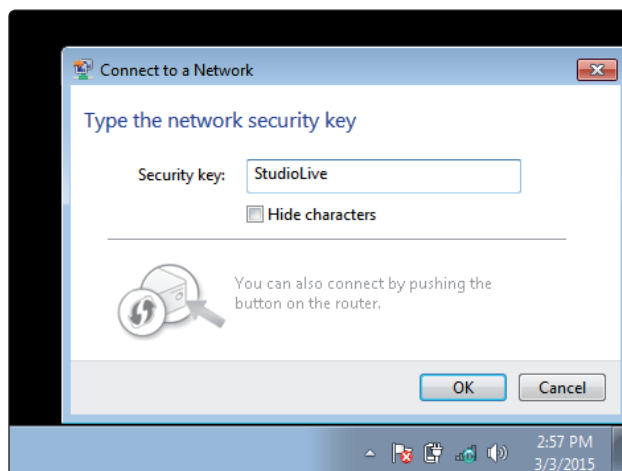 Connect to a Network
Type the network security key
Security key: StudioLive
Hide characters
You can also connect by pushing the
button on the router.
OK Cancel
2:57 PM
3/3/2015